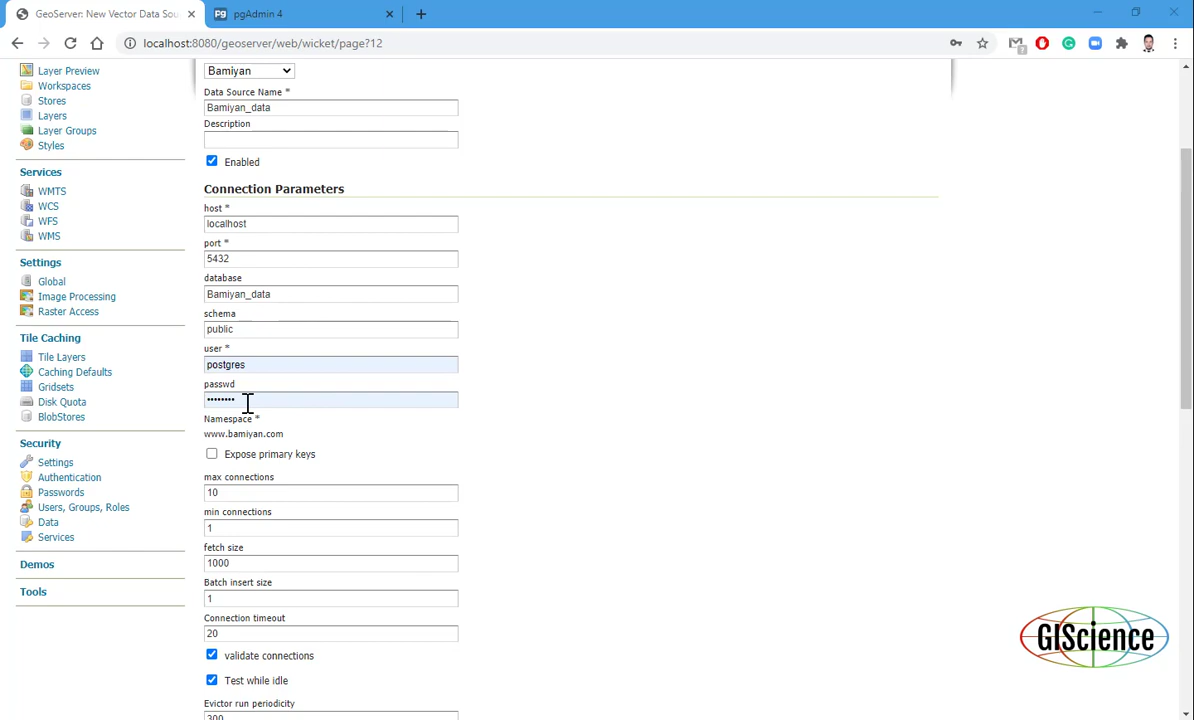 GeoServer: New Vector Data Sou
pgAdmin 4
localhost:8080/geoserver/web/wicket/page?12
Layer Preview
Workspaces
Stores
Layers
Layer Groups
Styles
Services
WMTS
WCS
WFS
WMS
Settings
Global
Image Processing
Raster Access
Tile Caching
Tile Layers
Caching Defaults
Gridsets
Disk Quota
BlobStores
Security
Settings
Authentication
Passwords
Users, Groups, Roles
Data
Services
Demos
Tools
Bamiyan
Data Source Name *
Bamiyan_data
Description
Enabled
Connection Parameters
host *
localhost
port *
5432
database
Bamiyan_data
schema
public
user *
postgres
passwd
••••••••
Namespace *
www.bamiyan.com
Expose primary keys
max connections
10
min connections
1
fetch size
1000
Batch insert size
1
Connection timeout
20
validate connections
Test while idle
Evictor run periodicity
300
GIScience